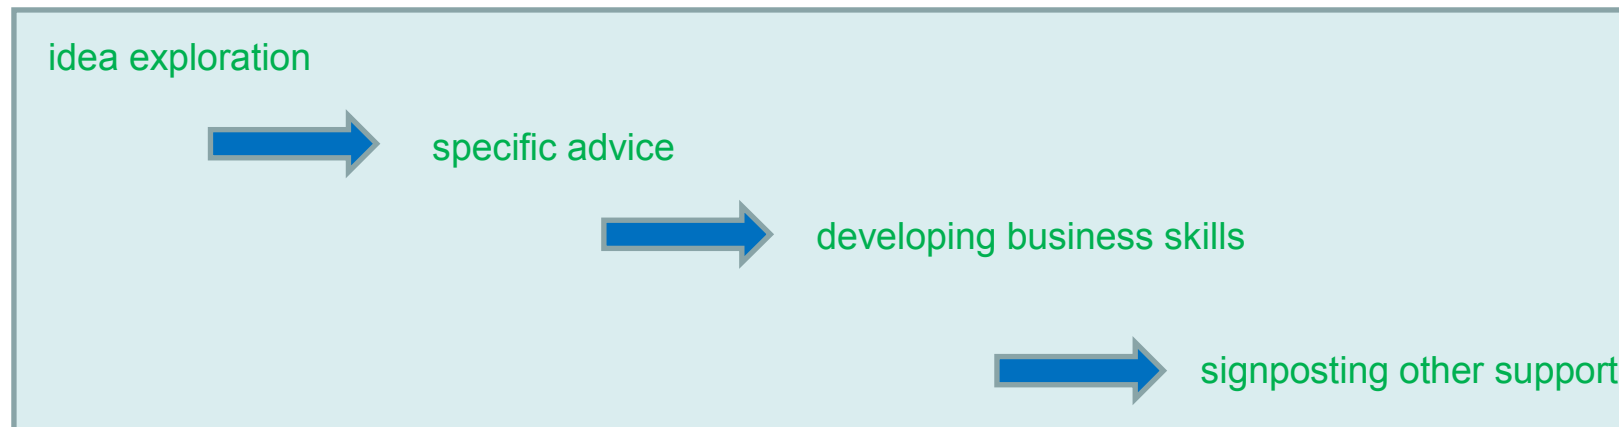 idea exploration
specific advice
developing business skills
signposting other support